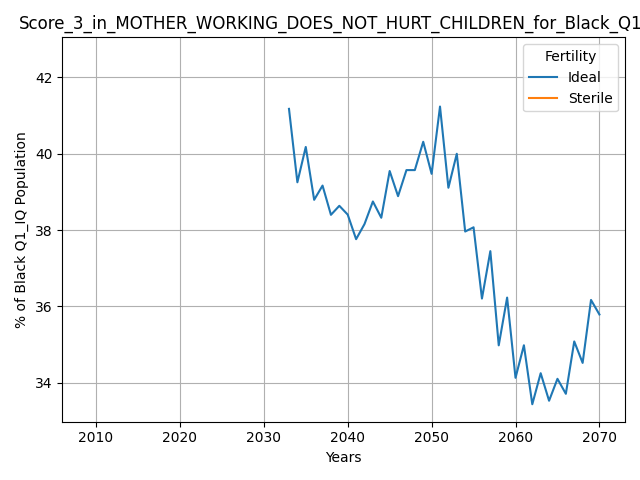 Score_3_in_MOTHER_WORKING_DOES_NOT_HURT_CHILDREN_for_Black_Q1
Fertility
Ideal
Sterile
% of Black Q1_IQ Population
42
40
38
36
34
2010 2020 2030 2040 2050 2060 2070
Years